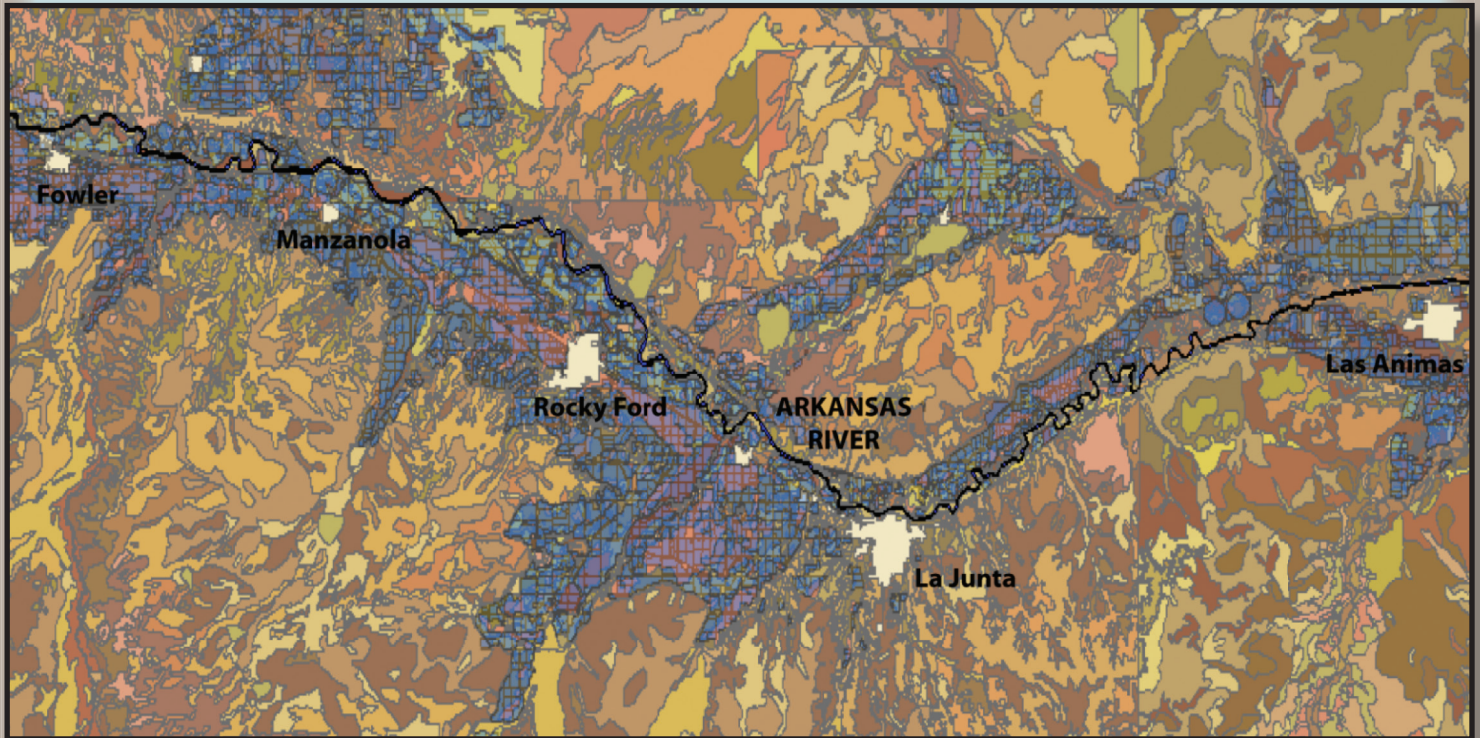 Fowler
Manzanola
Rocky Ford
ARKANSAS
RIVER
Las Animas
La Junta